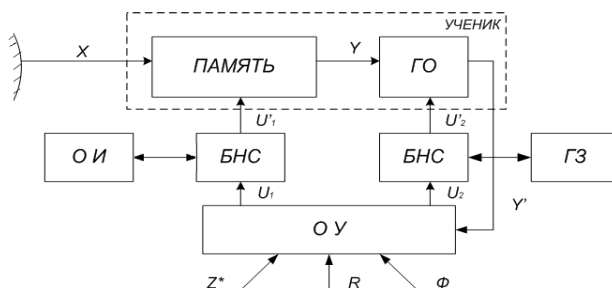 УЧЕНИК
X
ПАМЯТЬ
Y
ГО
U'1
U'2
О И
БНС
БНС
ГЗ
U1
U2
Y'
О У
Z*
R
Ф